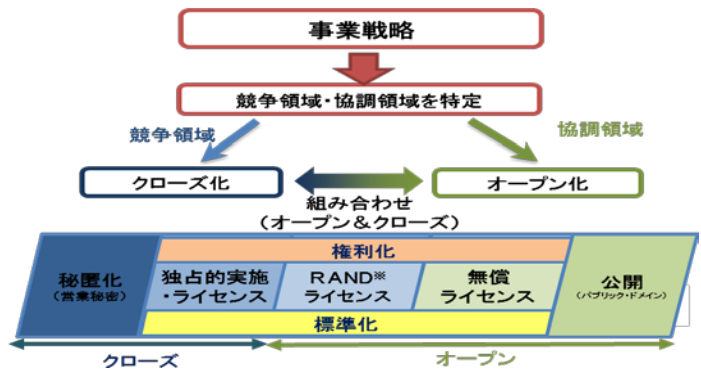 事業戦略
競争領域・協調領域を特定
競争領域
協調領域
クローズ化
オープン化
組み合わせ
(オープン&クローズ)
権利化
秘匿化
(営業秘密)
独占的実施
・ライセンス
RAND※
ライセンス
無償
ライセンス
公開
(パブリック・ドメイン)
標準化
クローズ
オープン